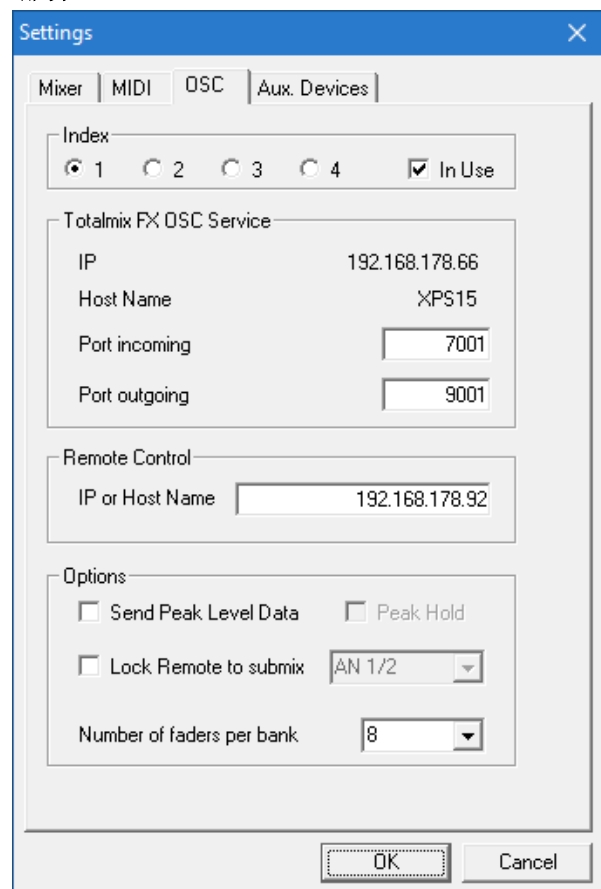 Settings
Mixer MIDI OSC Aux. Devices
Index
1 2 3 4 In Use
Totalmix FX OSC Service
IP 192.168.178.66
Host Name XPS15
Port incoming 7001
Port outgoing 9001
Remote Control
IP or Host Name 192.168.178.92
Options
Send Peak Level Data Peak Hold
Lock Remote to submix AN 1/2
Number of faders per bank 8
OK Cancel